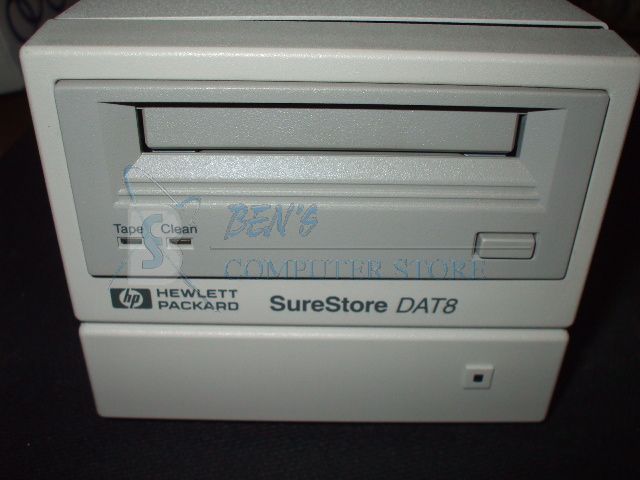 Tape Clean
BEN'S
COMPUTER STORE
hp HEWLETT
PACKARD
SureStore DAT8